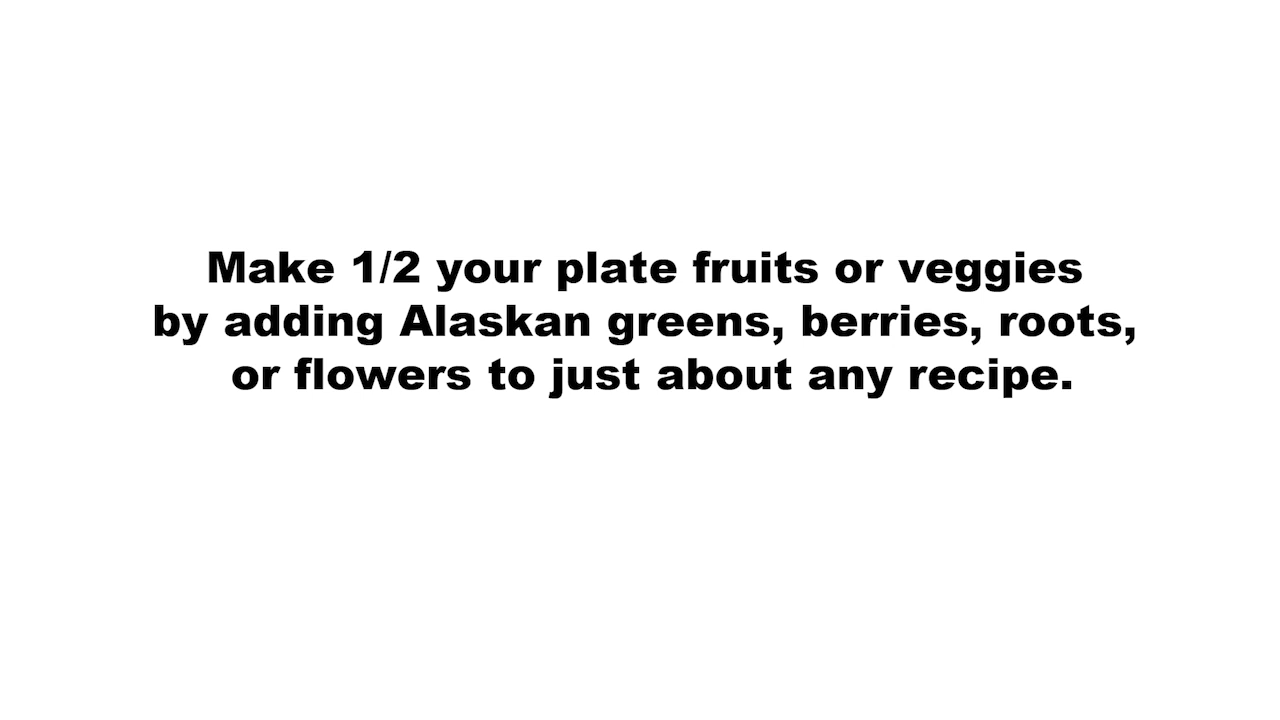 Make 1/2 your plate fruits or veggies
by adding Alaskan greens, berries, roots,
or flowers to just about any recipe.